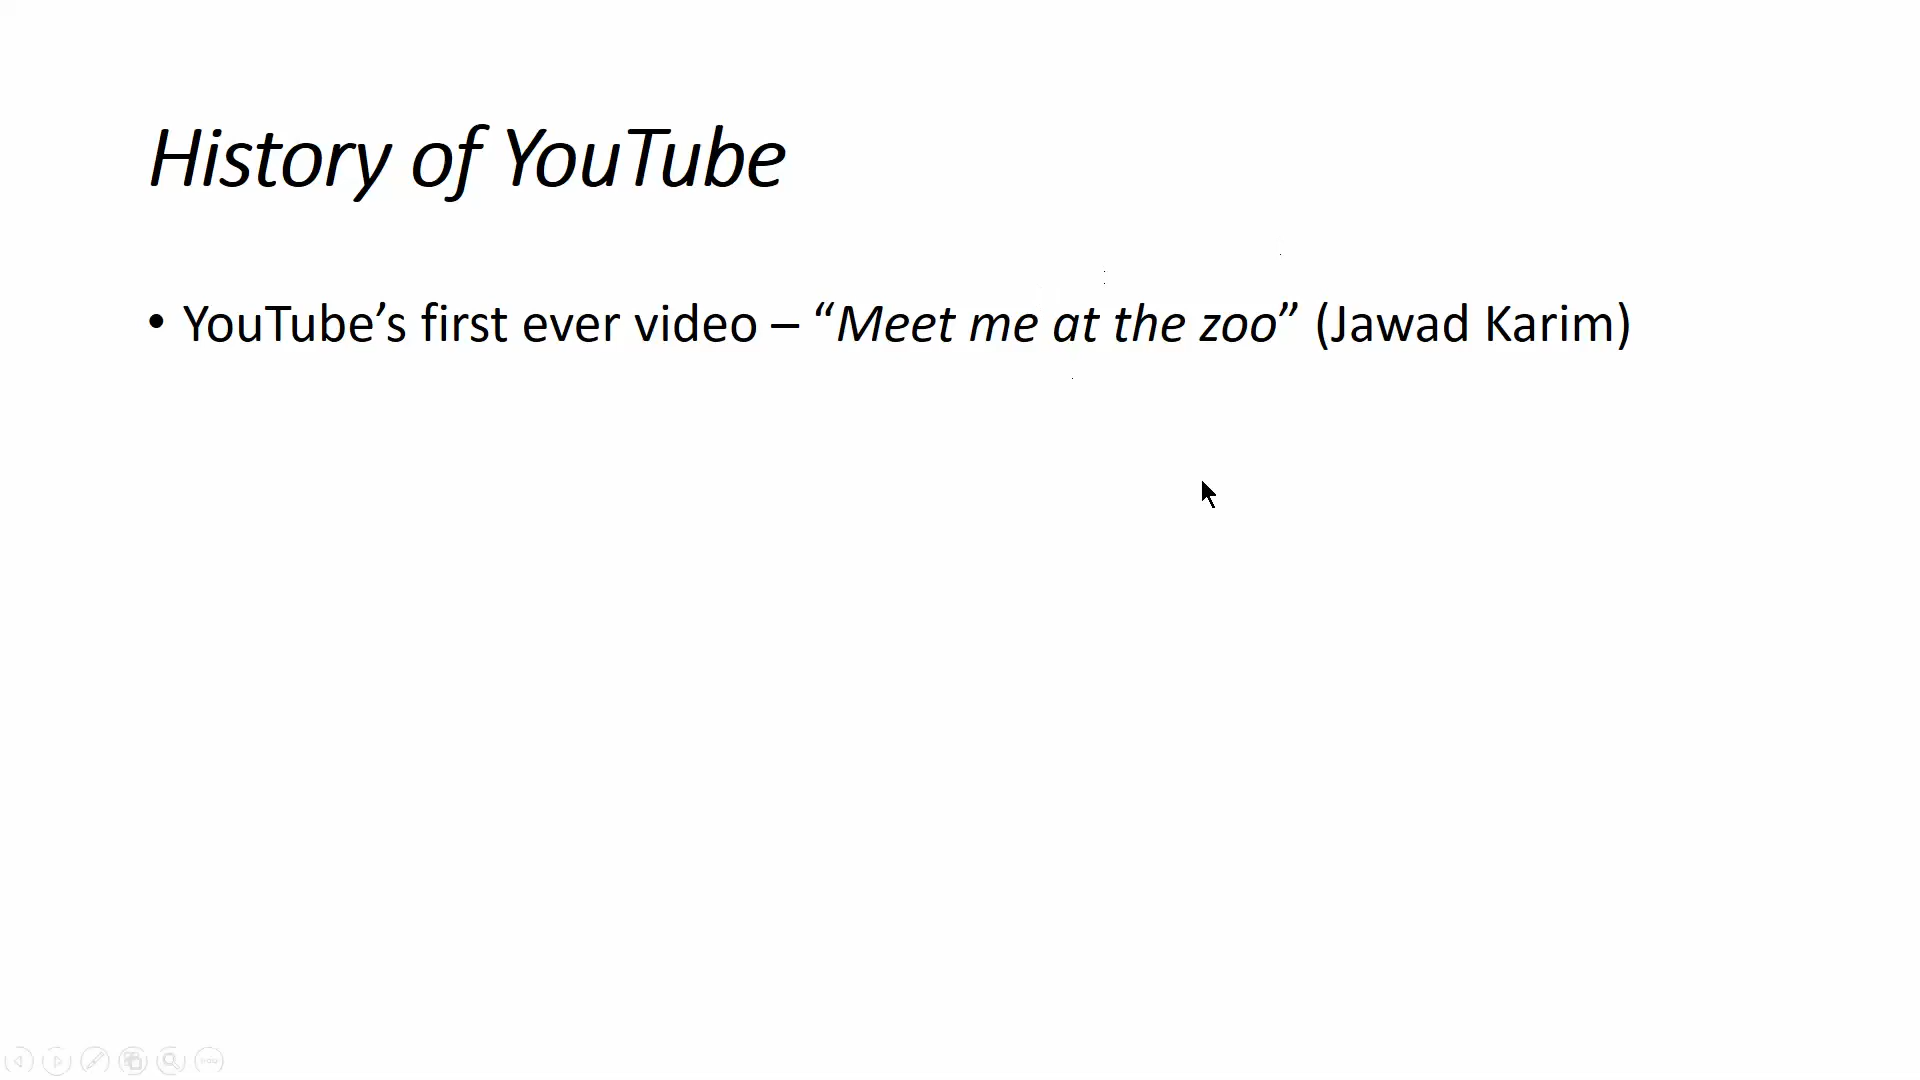 History of YouTube
• YouTube’s first ever video – “Meet me at the zoo” (Jawad Karim)